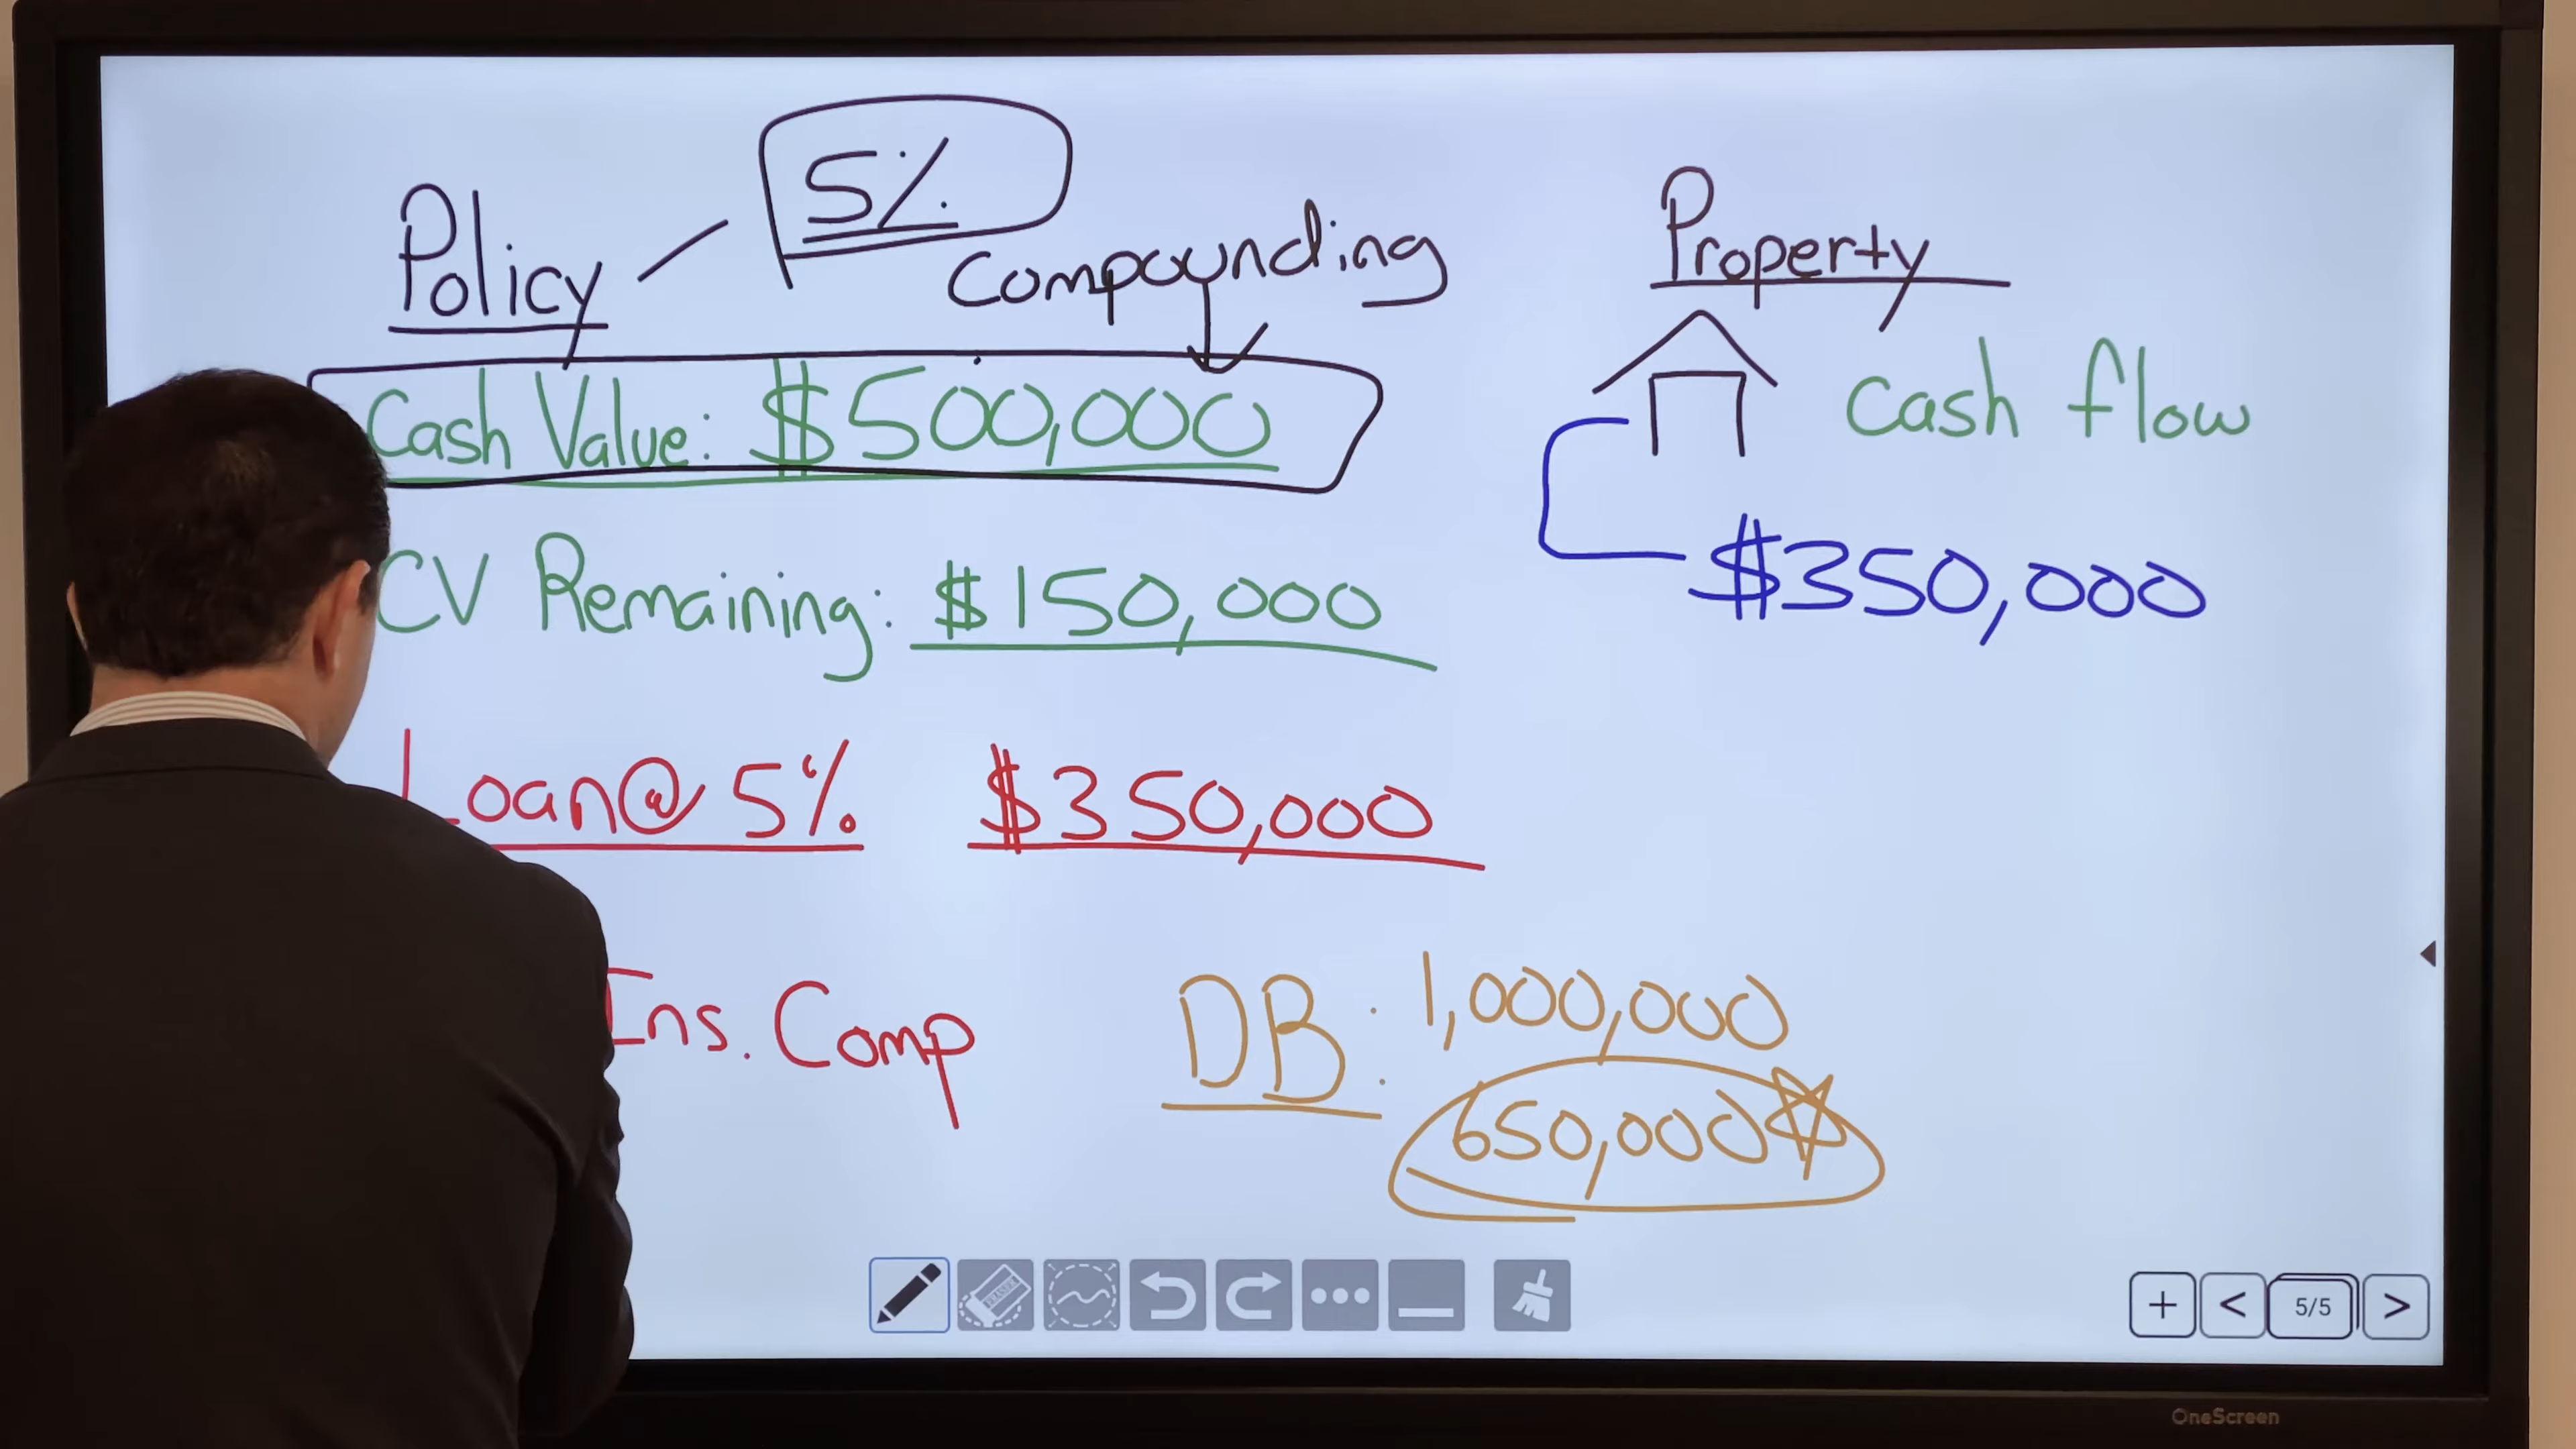 5%
Policy
Compounding
Cash Value: $500,000
CV Remaining: $150,000
Loan@ 5% $350,000
Ins. Comp
DB: 1,000,000
650,000
Property
cash flow
$350,000
ERASER
5/5
OneScreen